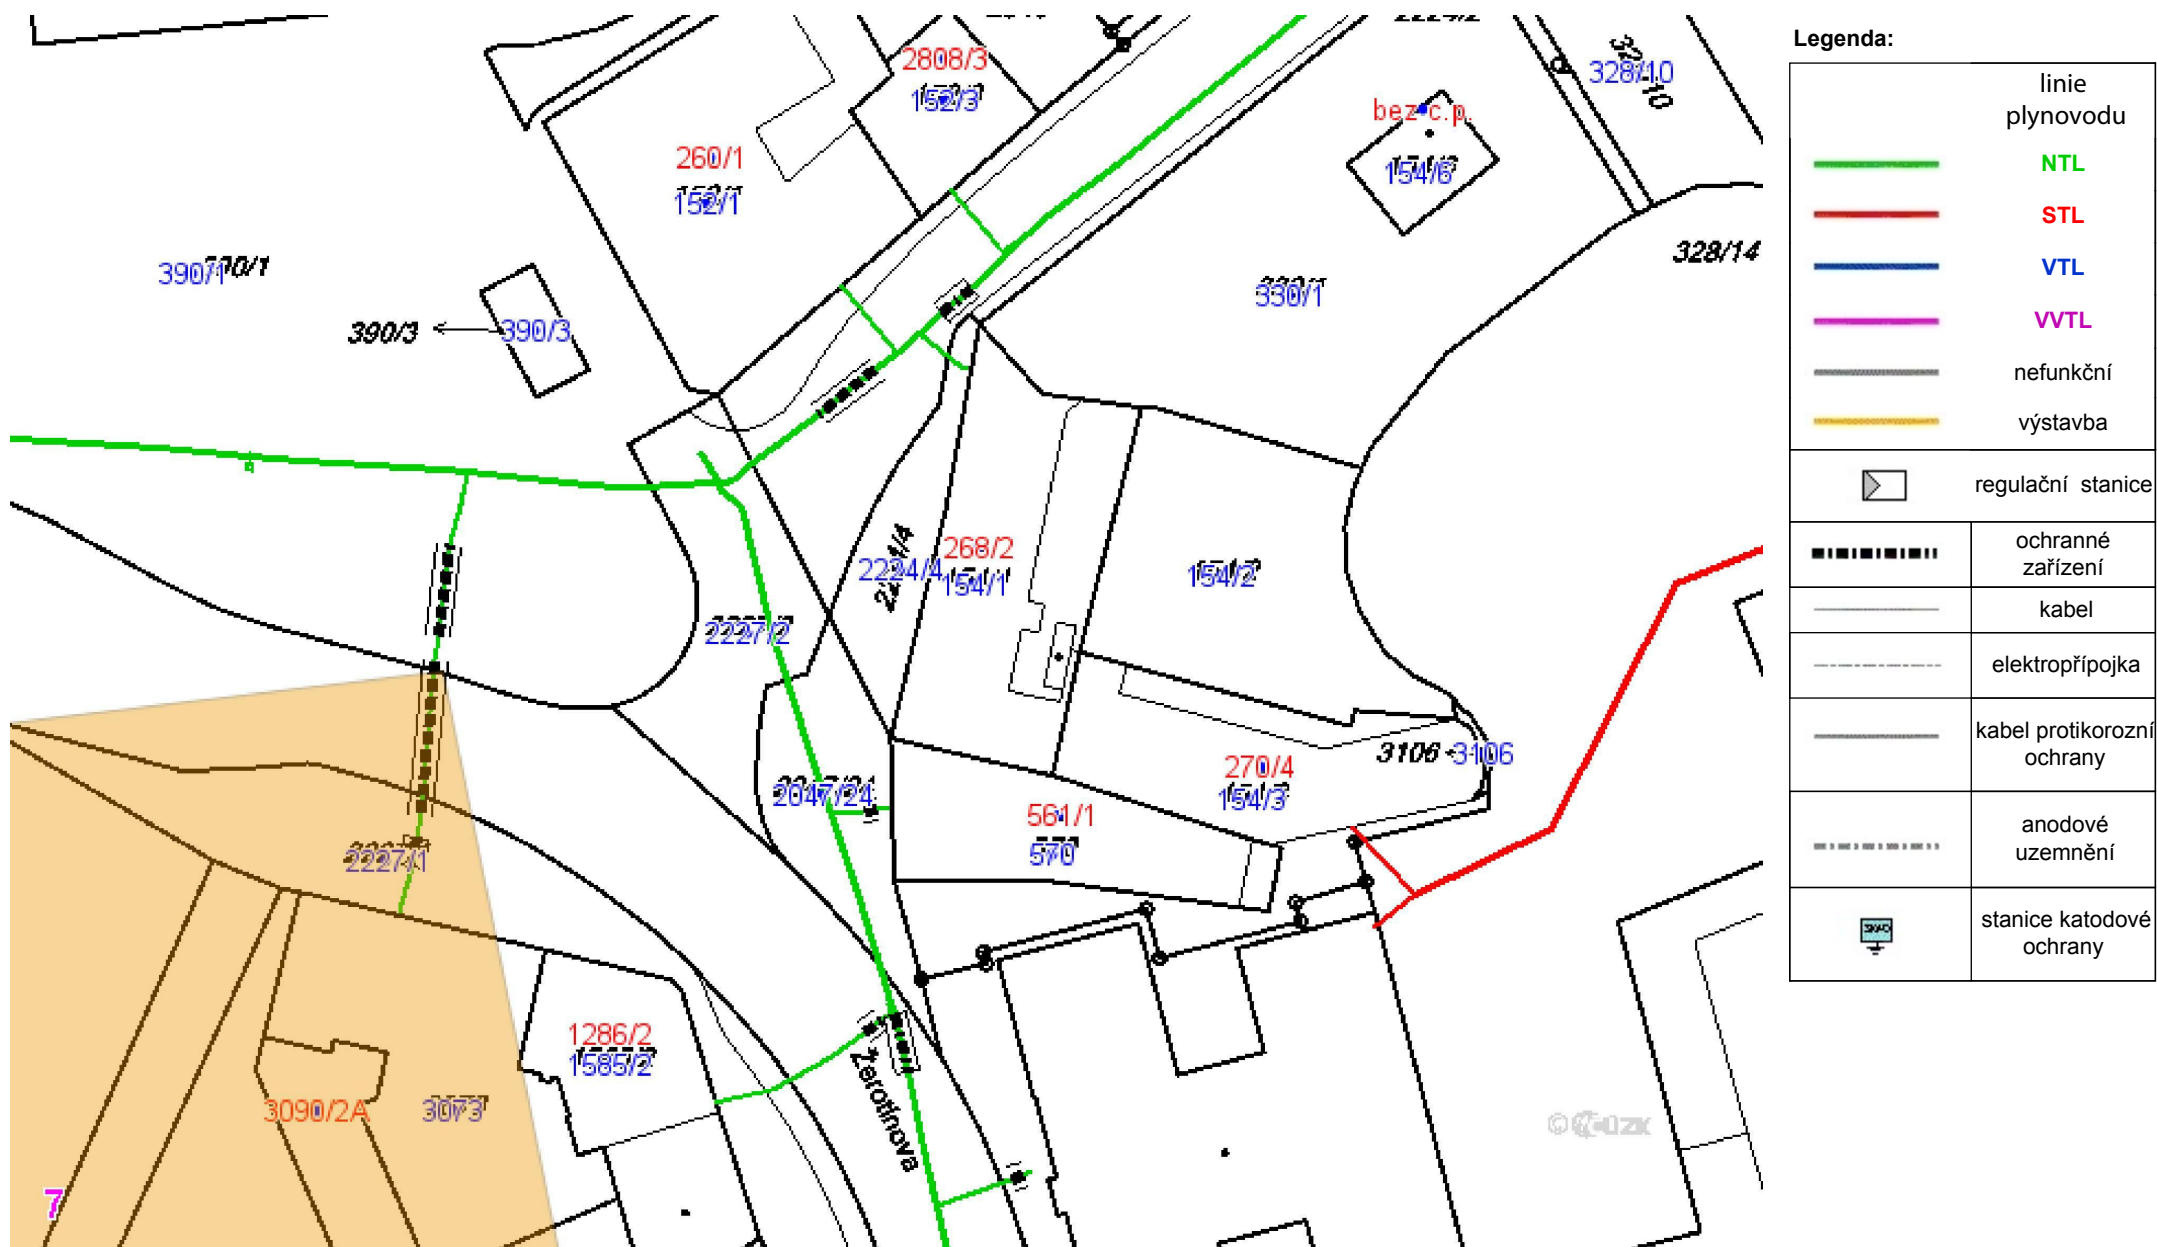 2808/3
152/3
260/1
152/1
bez č.p.
154/6
328/10
328/14
390/1
390/3
390/3
330/1
2224/4
268/2
154/1
154/2
2227/2
3106
3106
270/4
154/3
2047/24
561/1
570
2227/1
1286/2
1585/2
Žerotínova
3090/2A
3073
7
Legenda:
linie
plynovodu
NTL
STL
VTL
VVTL
nefunkční
výstavba
regulační stanice
ochranné
zařízení
kabel
elektropřípojka
kabel protikorozní
ochrany
anodové
uzemnění
stanice katodové
ochrany